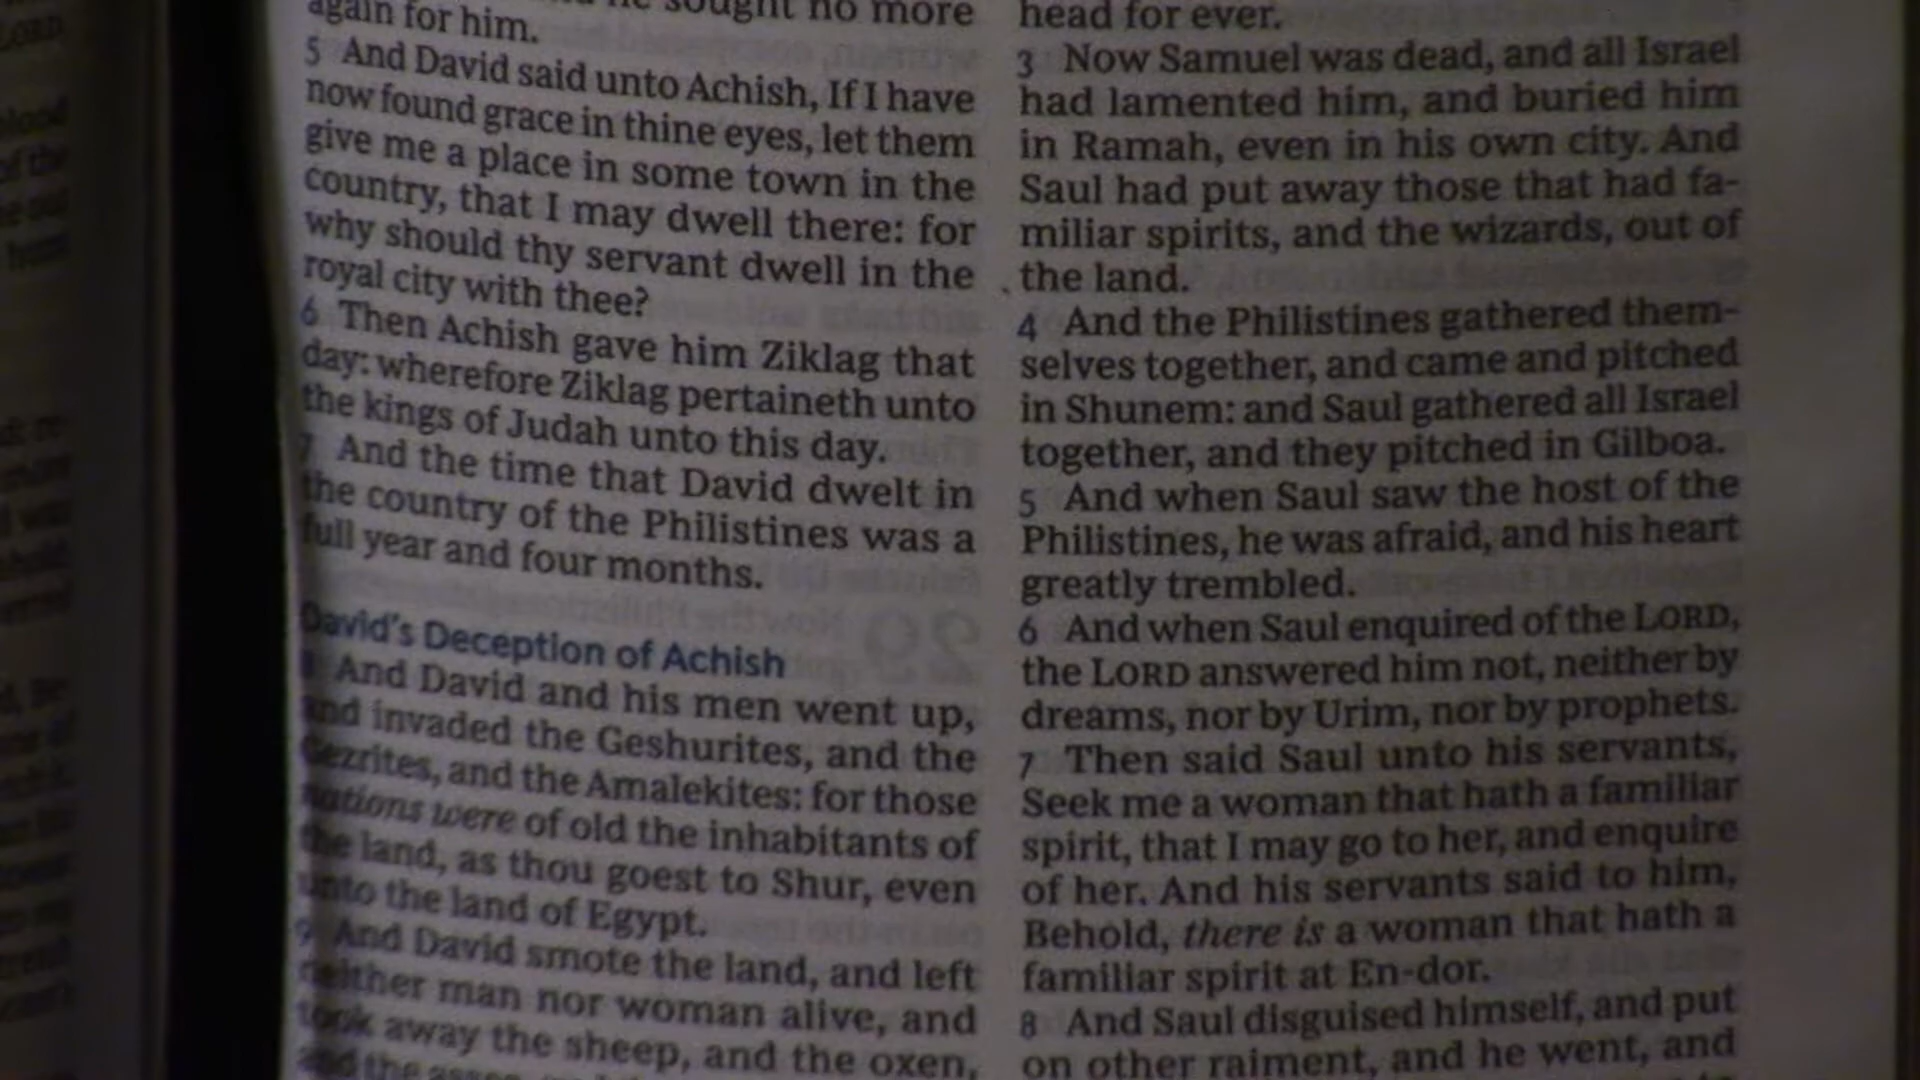 he sought no more
again for him.
5 And David said unto Achish, If I have
now found grace in thine eyes, let them
give me a place in some town in the
country, that I may dwell there: for
why should thy servant dwell in the
royal city with thee?
6 Then Achish gave him Ziklag that
day: wherefore Ziklag pertaineth unto
the kings of Judah unto this day.
7 And the time that David dwelt in
the country of the Philistines was a
full year and four months.
David's Deception of Achish
And David and his men went up,
and invaded the Geshurites, and the
Gezrites, and the Amalekites: for those
nations were of old the inhabitants of
the land, as thou goest to Shur, even
unto the land of Egypt.
9 And David smote the land, and left
neither man nor woman alive, and
took away the sheep, and the oxen,
and the asses,
head for ever.
3 Now Samuel was dead, and all Israel
had lamented him, and buried him
in Ramah, even in his own city. And
Saul had put away those that had fa-
miliar spirits, and the wizards, out of
the land.
4 And the Philistines gathered them-
selves together, and came and pitched
in Shunem: and Saul gathered all Israel
together, and they pitched in Gilboa.
5 And when Saul saw the host of the
Philistines, he was afraid, and his heart
greatly trembled.
6 And when Saul enquired of the LORD,
the LORD answered him not, neither by
dreams, nor by Urim, nor by prophets.
7 Then said Saul unto his servants,
Seek me a woman that hath a familiar
spirit, that I may go to her, and enquire
of her. And his servants said to him,
Behold, there is a woman that hath a
familiar spirit at En-dor.
8 And Saul disguised himself, and put
on other raiment, and he went, and